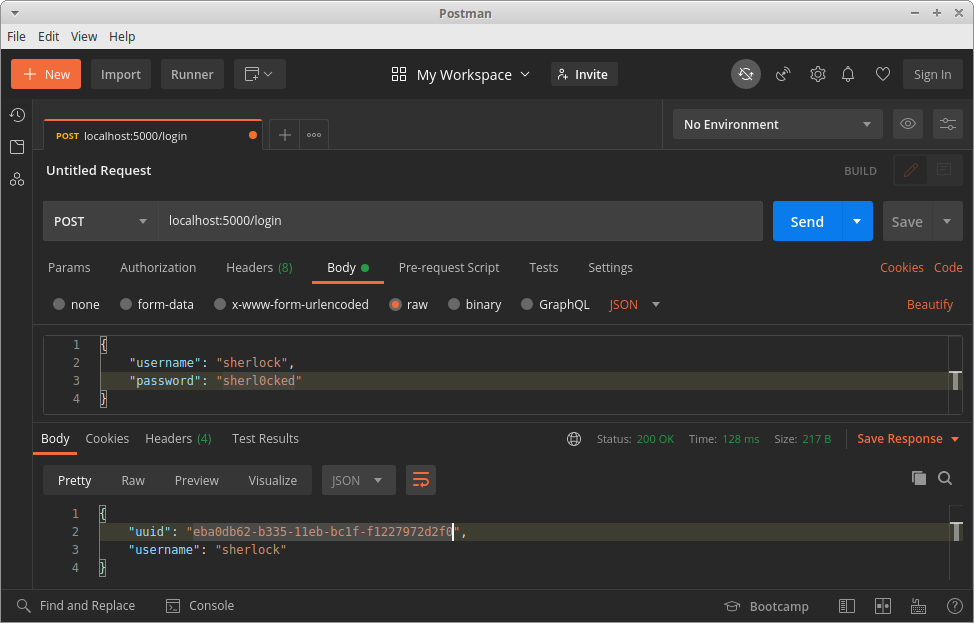 Postman
File Edit View Help
New Import Runner My Workspace Invite Sign In
POST localhost:5000/login No Environment
Untitled Request BUILD
POST localhost:5000/login Send Save
Params Authorization Headers (8) Body Pre-request Script Tests Settings Cookies Code
none form-data x-www-form-urlencoded raw binary GraphQL JSON Beautify
1 {
2 "username": "sherlock",
3 "password": "sherl0cked"
4 }
Body Cookies Headers (4) Test Results Status: 200 OK Time: 128 ms Size: 217 B Save Response
Pretty Raw Preview Visualize JSON
1 {
2 "uuid": "eba0db62-b335-11eb-bc1f-f1227972d2f0",
3 "username": "sherlock"
4 }
Find and Replace Console Bootcamp